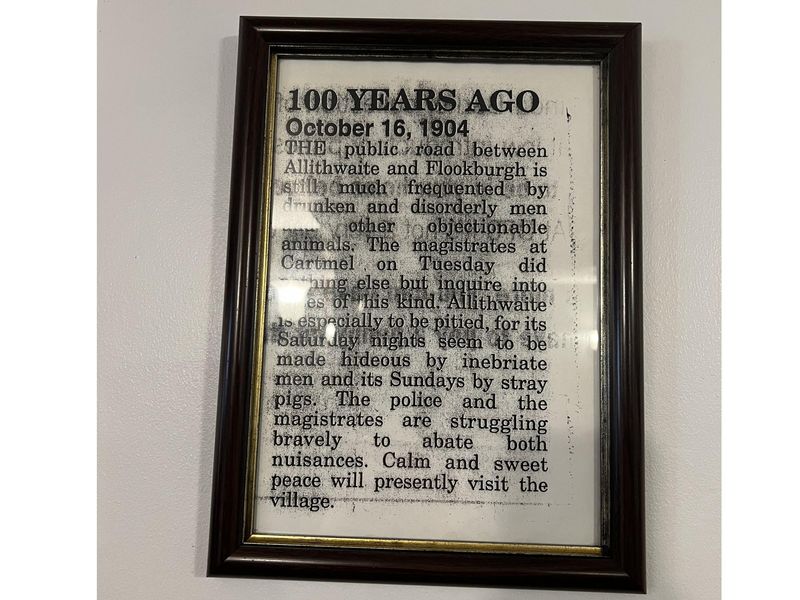 100 YEARS AGO
October 16, 1904
THE public road between
Allithwaite and Flookburgh is
still much frequented by
drunken and disorderly men
and other objectionable
animals. The magistrates at
Cartmel on Tuesday did
nothing else but inquire into
of this kind. Allithwaite
is especially to be pitied, for its
Saturday nights seem to be
made hideous by inebriate
men and its Sundays by stray
pigs. The police and the
magistrates are struggling
bravely to abate both
nuisances. Calm and sweet
peace will presently visit the
village.